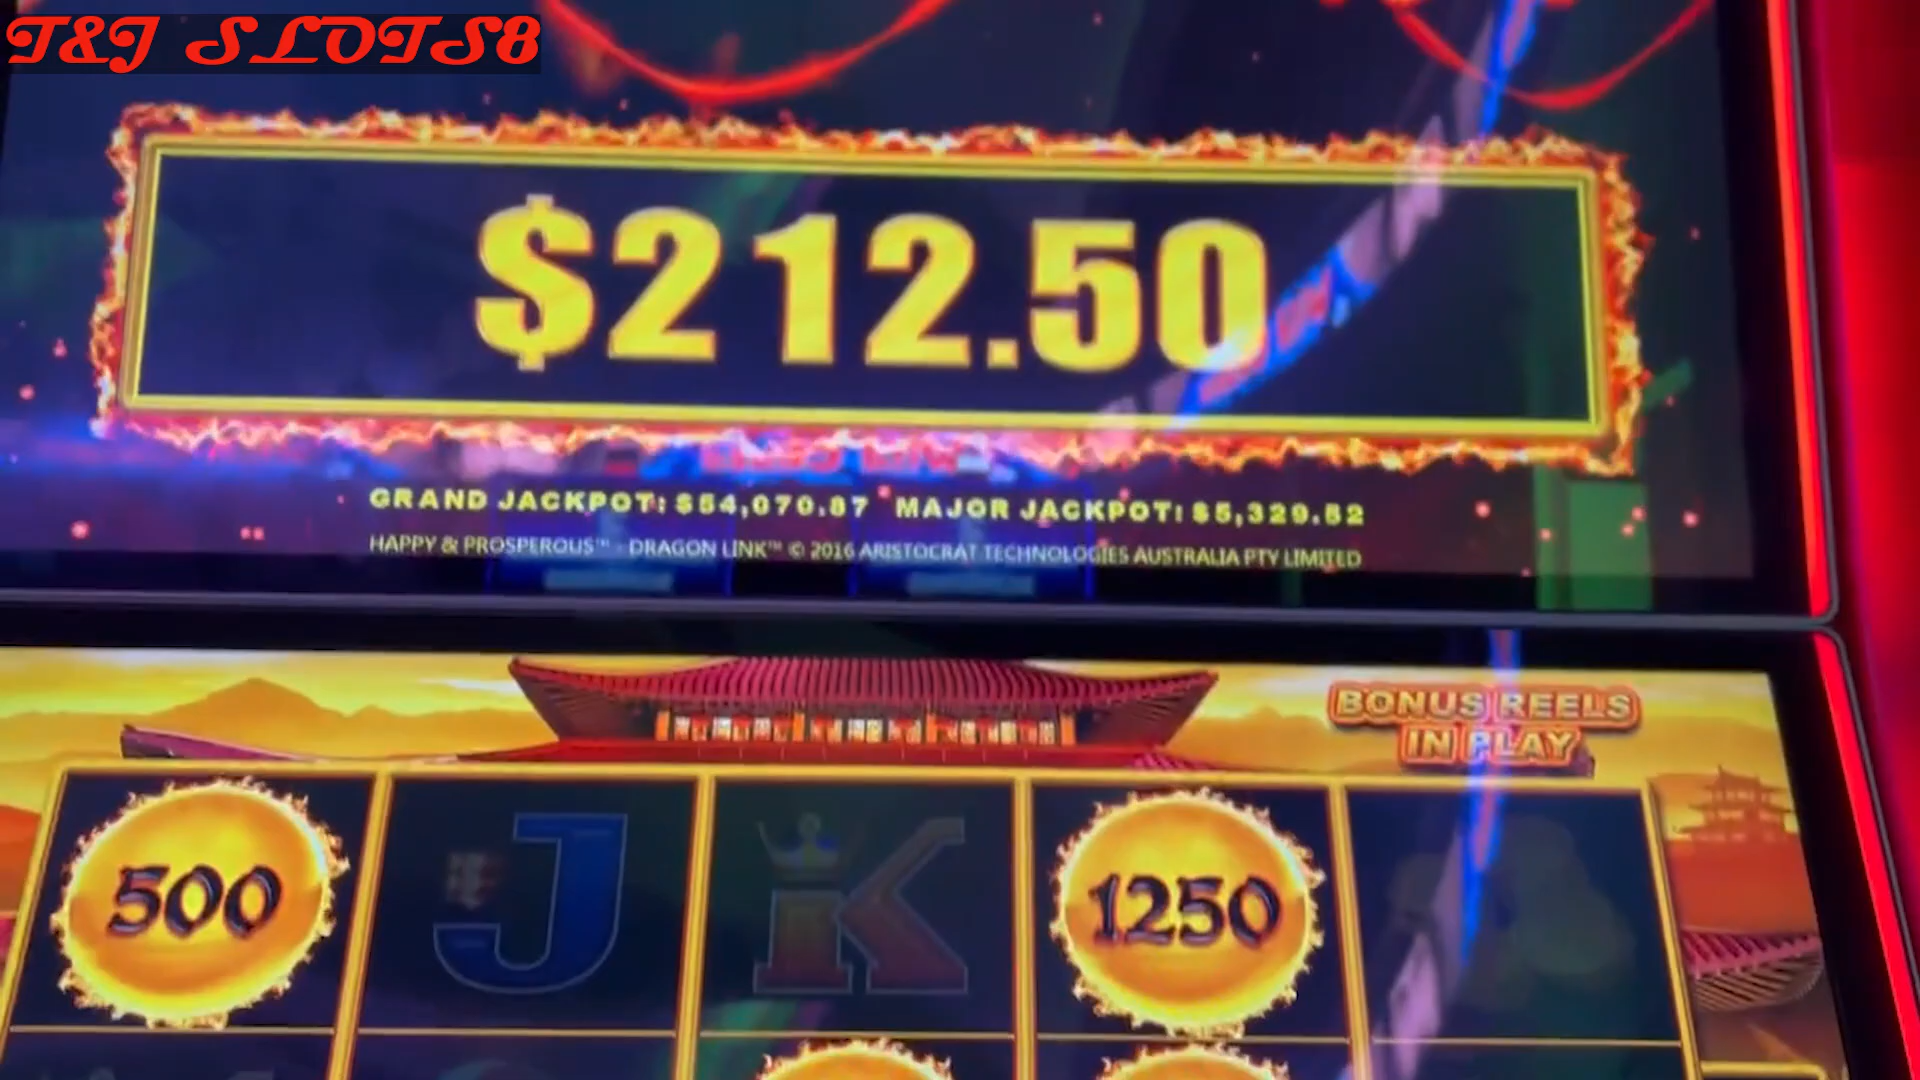 T&J SLOTS8
$212.50
GRAND JACKPOT: $54,070.87 MAJOR JACKPOT: $5,329.52
HAPPY & PROSPEROUS™ - DRAGON LINK™ © 2016 ARISTOCRAT TECHNOLOGIES AUSTRALIA PTY LIMITED
BONUS REELS
IN PLAY
500
J
K
1250